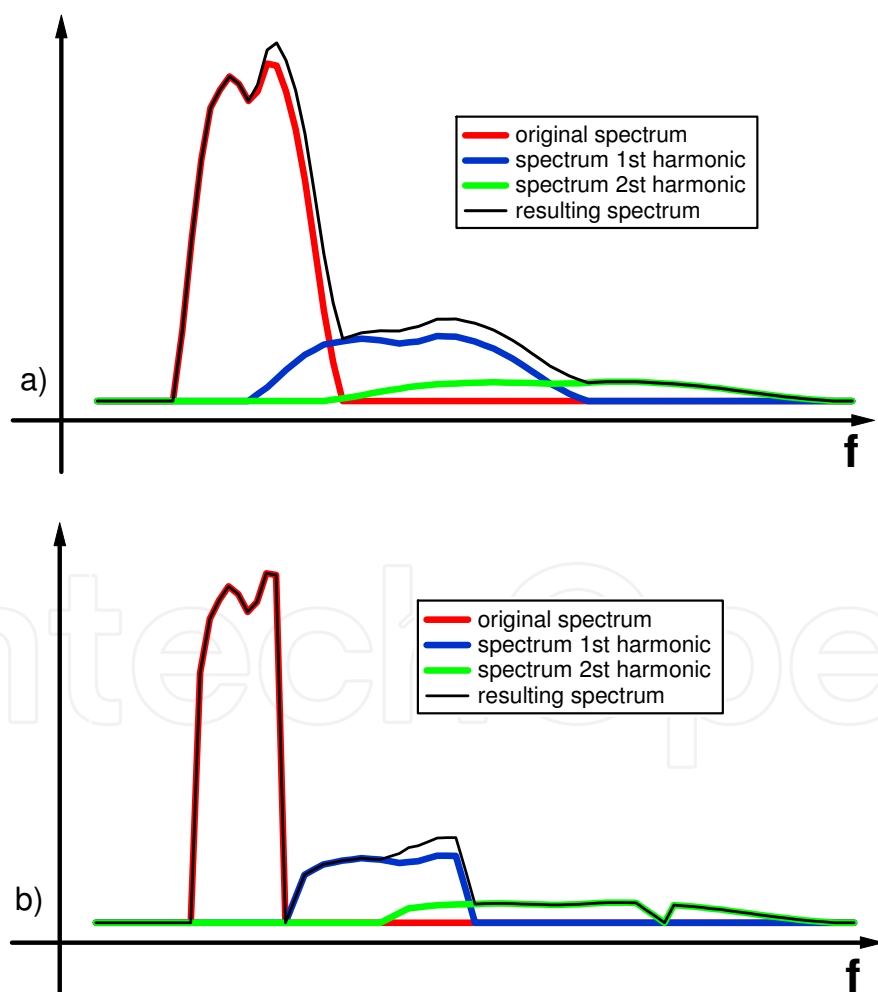 original spectrum
spectrum 1st harmonic
spectrum 2st harmonic
resulting spectrum
a)
f
original spectrum
spectrum 1st harmonic
spectrum 2st harmonic
resulting spectrum
b)
f